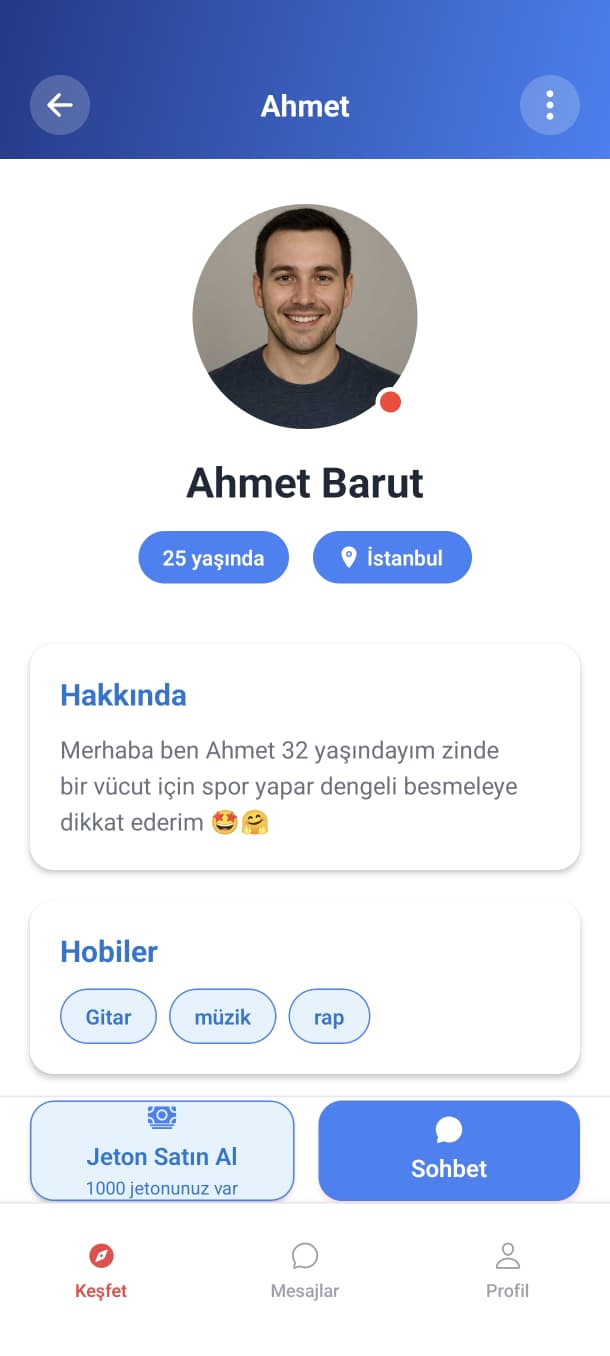 Ahmet
Ahmet Barut
25 yaşında
İstanbul
Hakkında
Merhaba ben Ahmet 32 yaşındayım zinde
bir vücut için spor yapar dengeli besmeleye
dikkat ederim 🤩🤗
Hobiler
Gitar
müzik
rap
Jeton Satın Al
1000 jetonunuz var
Sohbet
Keşfet
Mesajlar
Profil